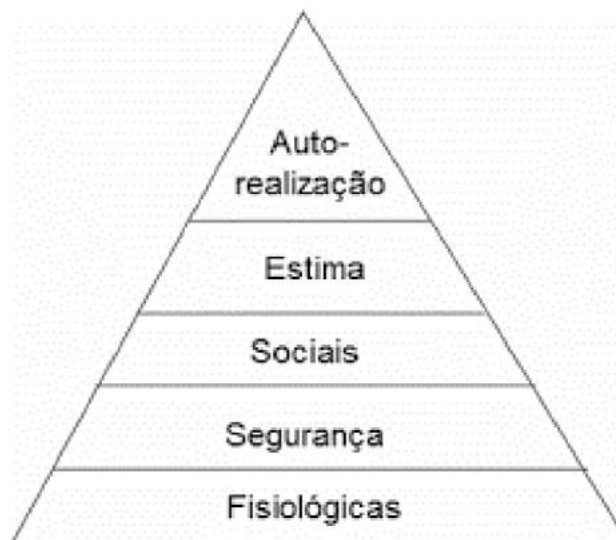 Auto-
realização
Estima
Sociais
Segurança
Fisiológicas